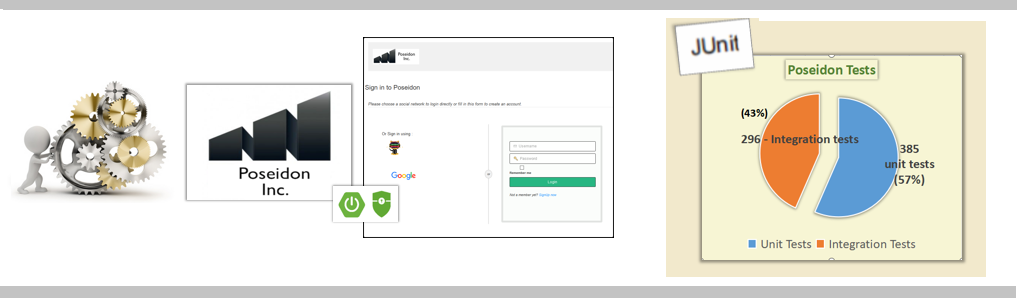 Poseidon
Inc.
Poseidon
Inc.
Sign in to Poseidon
Please choose a social network to login directly or fill in this form to create an account!
Or Sign in using
Google
Username
Password
Remember me
Login
Not a member yet? Sign Up now
JUnit
Poseidon Tests
(43%)
296 - Integration tests
385
unit tests
(57%)
Unit Tests
Integration Tests